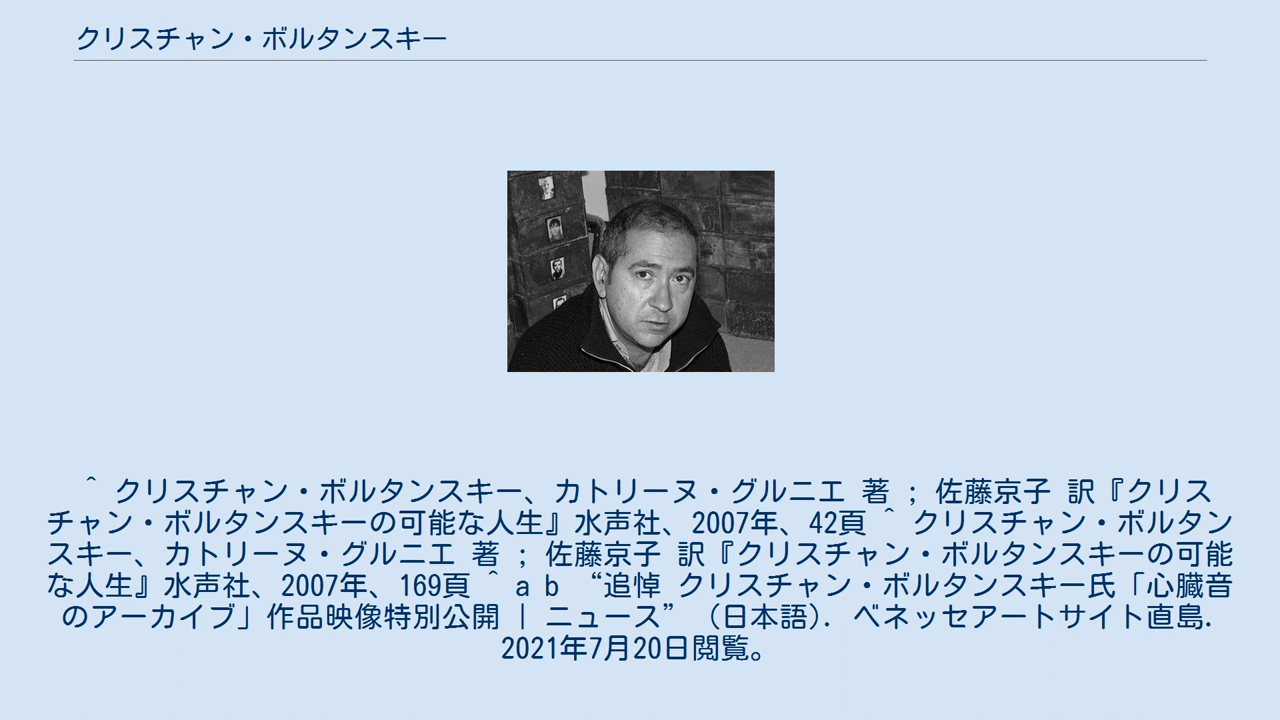 クリスチャン・ボルタンスキー
^ クリスチャン・ボルタンスキー、カトリーヌ・グルニエ 著 ; 佐藤京子 訳『クリス
チャン・ボルタンスキーの可能な人生』水声社、2007年、42頁 ^ クリスチャン・ボルタン
スキー、カトリーヌ・グルニエ 著 ; 佐藤京子 訳『クリスチャン・ボルタンスキーの可能
な人生』水声社、2007年、169頁 ^ a b “追悼 クリスチャン・ボルタンスキー氏「心臓音
のアーカイブ」作品映像特別公開 | ニュース” (日本語). ベネッセアートサイト直島.
2021年7月20日閲覧。